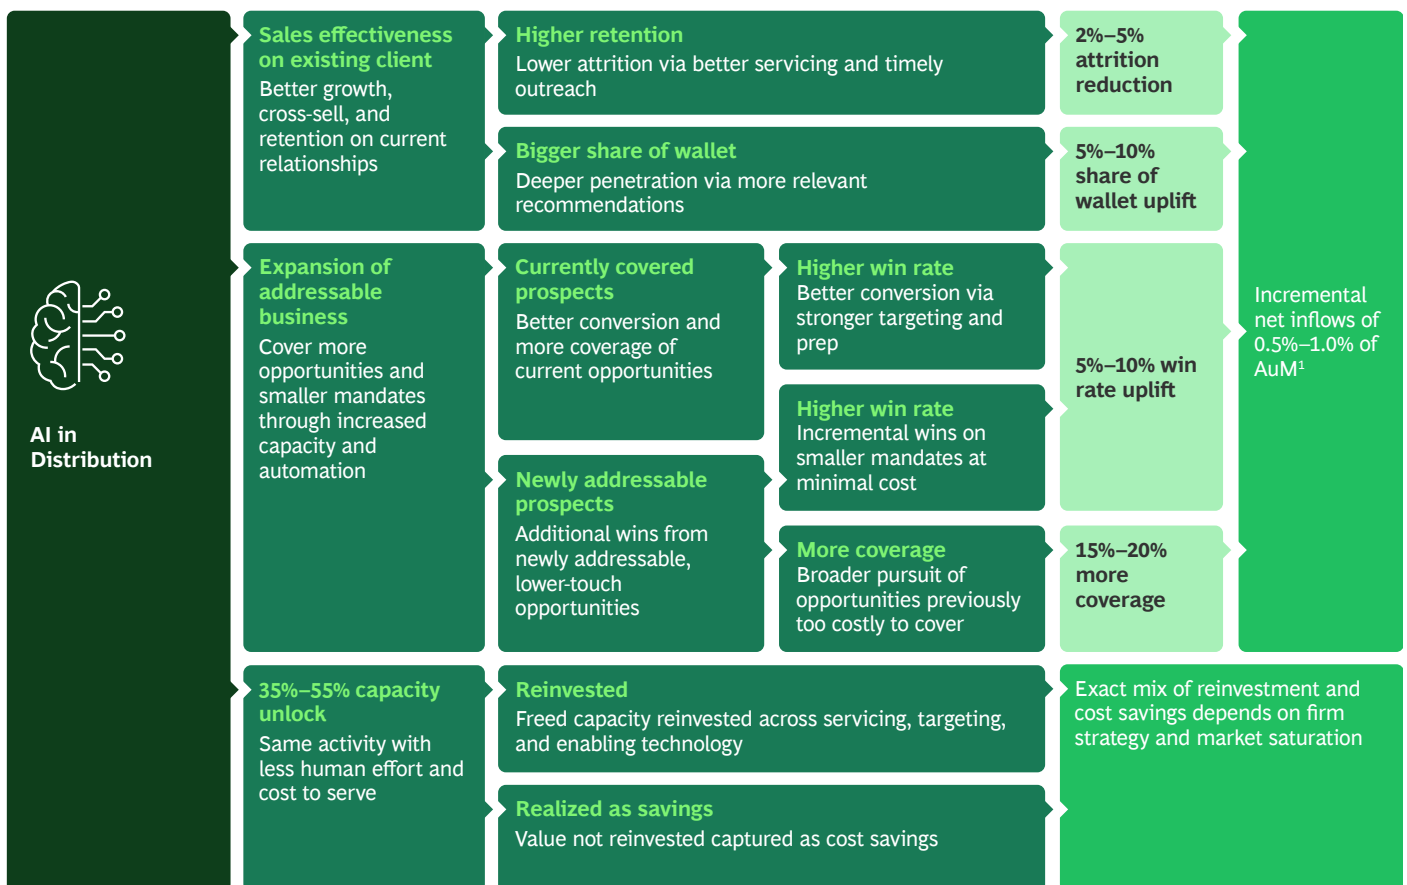 AI in
Distribution
Sales effectiveness
on existing client
Better growth,
cross-sell, and
retention on current
relationships
Higher retention
Lower attrition via better servicing and timely
outreach
2%–5%
attrition
reduction
Bigger share of wallet
Deeper penetration via more relevant
recommendations
5%–10%
share of
wallet uplift
Expansion of
addressable
business
Cover more
opportunities and
smaller mandates
through increased
capacity and
automation
Currently covered
prospects
Better conversion and
more coverage of
current opportunities
Higher win rate
Better conversion via
stronger targeting and
prep
Higher win rate
Incremental wins on
smaller mandates at
minimal cost
5%–10% win
rate uplift
Newly addressable
prospects
Additional wins from
newly addressable,
lower-touch
opportunities
More coverage
Broader pursuit of
opportunities previously
too costly to cover
15%–20%
more
coverage
Incremental
net inflows of
0.5%–1.0% of
AuM¹
35%–55% capacity
unlock
Same activity with
less human effort and
cost to serve
Reinvested
Freed capacity reinvested across servicing, targeting,
and enabling technology
Realized as savings
Value not reinvested captured as cost savings
Exact mix of reinvestment and
cost savings depends on firm
strategy and market saturation